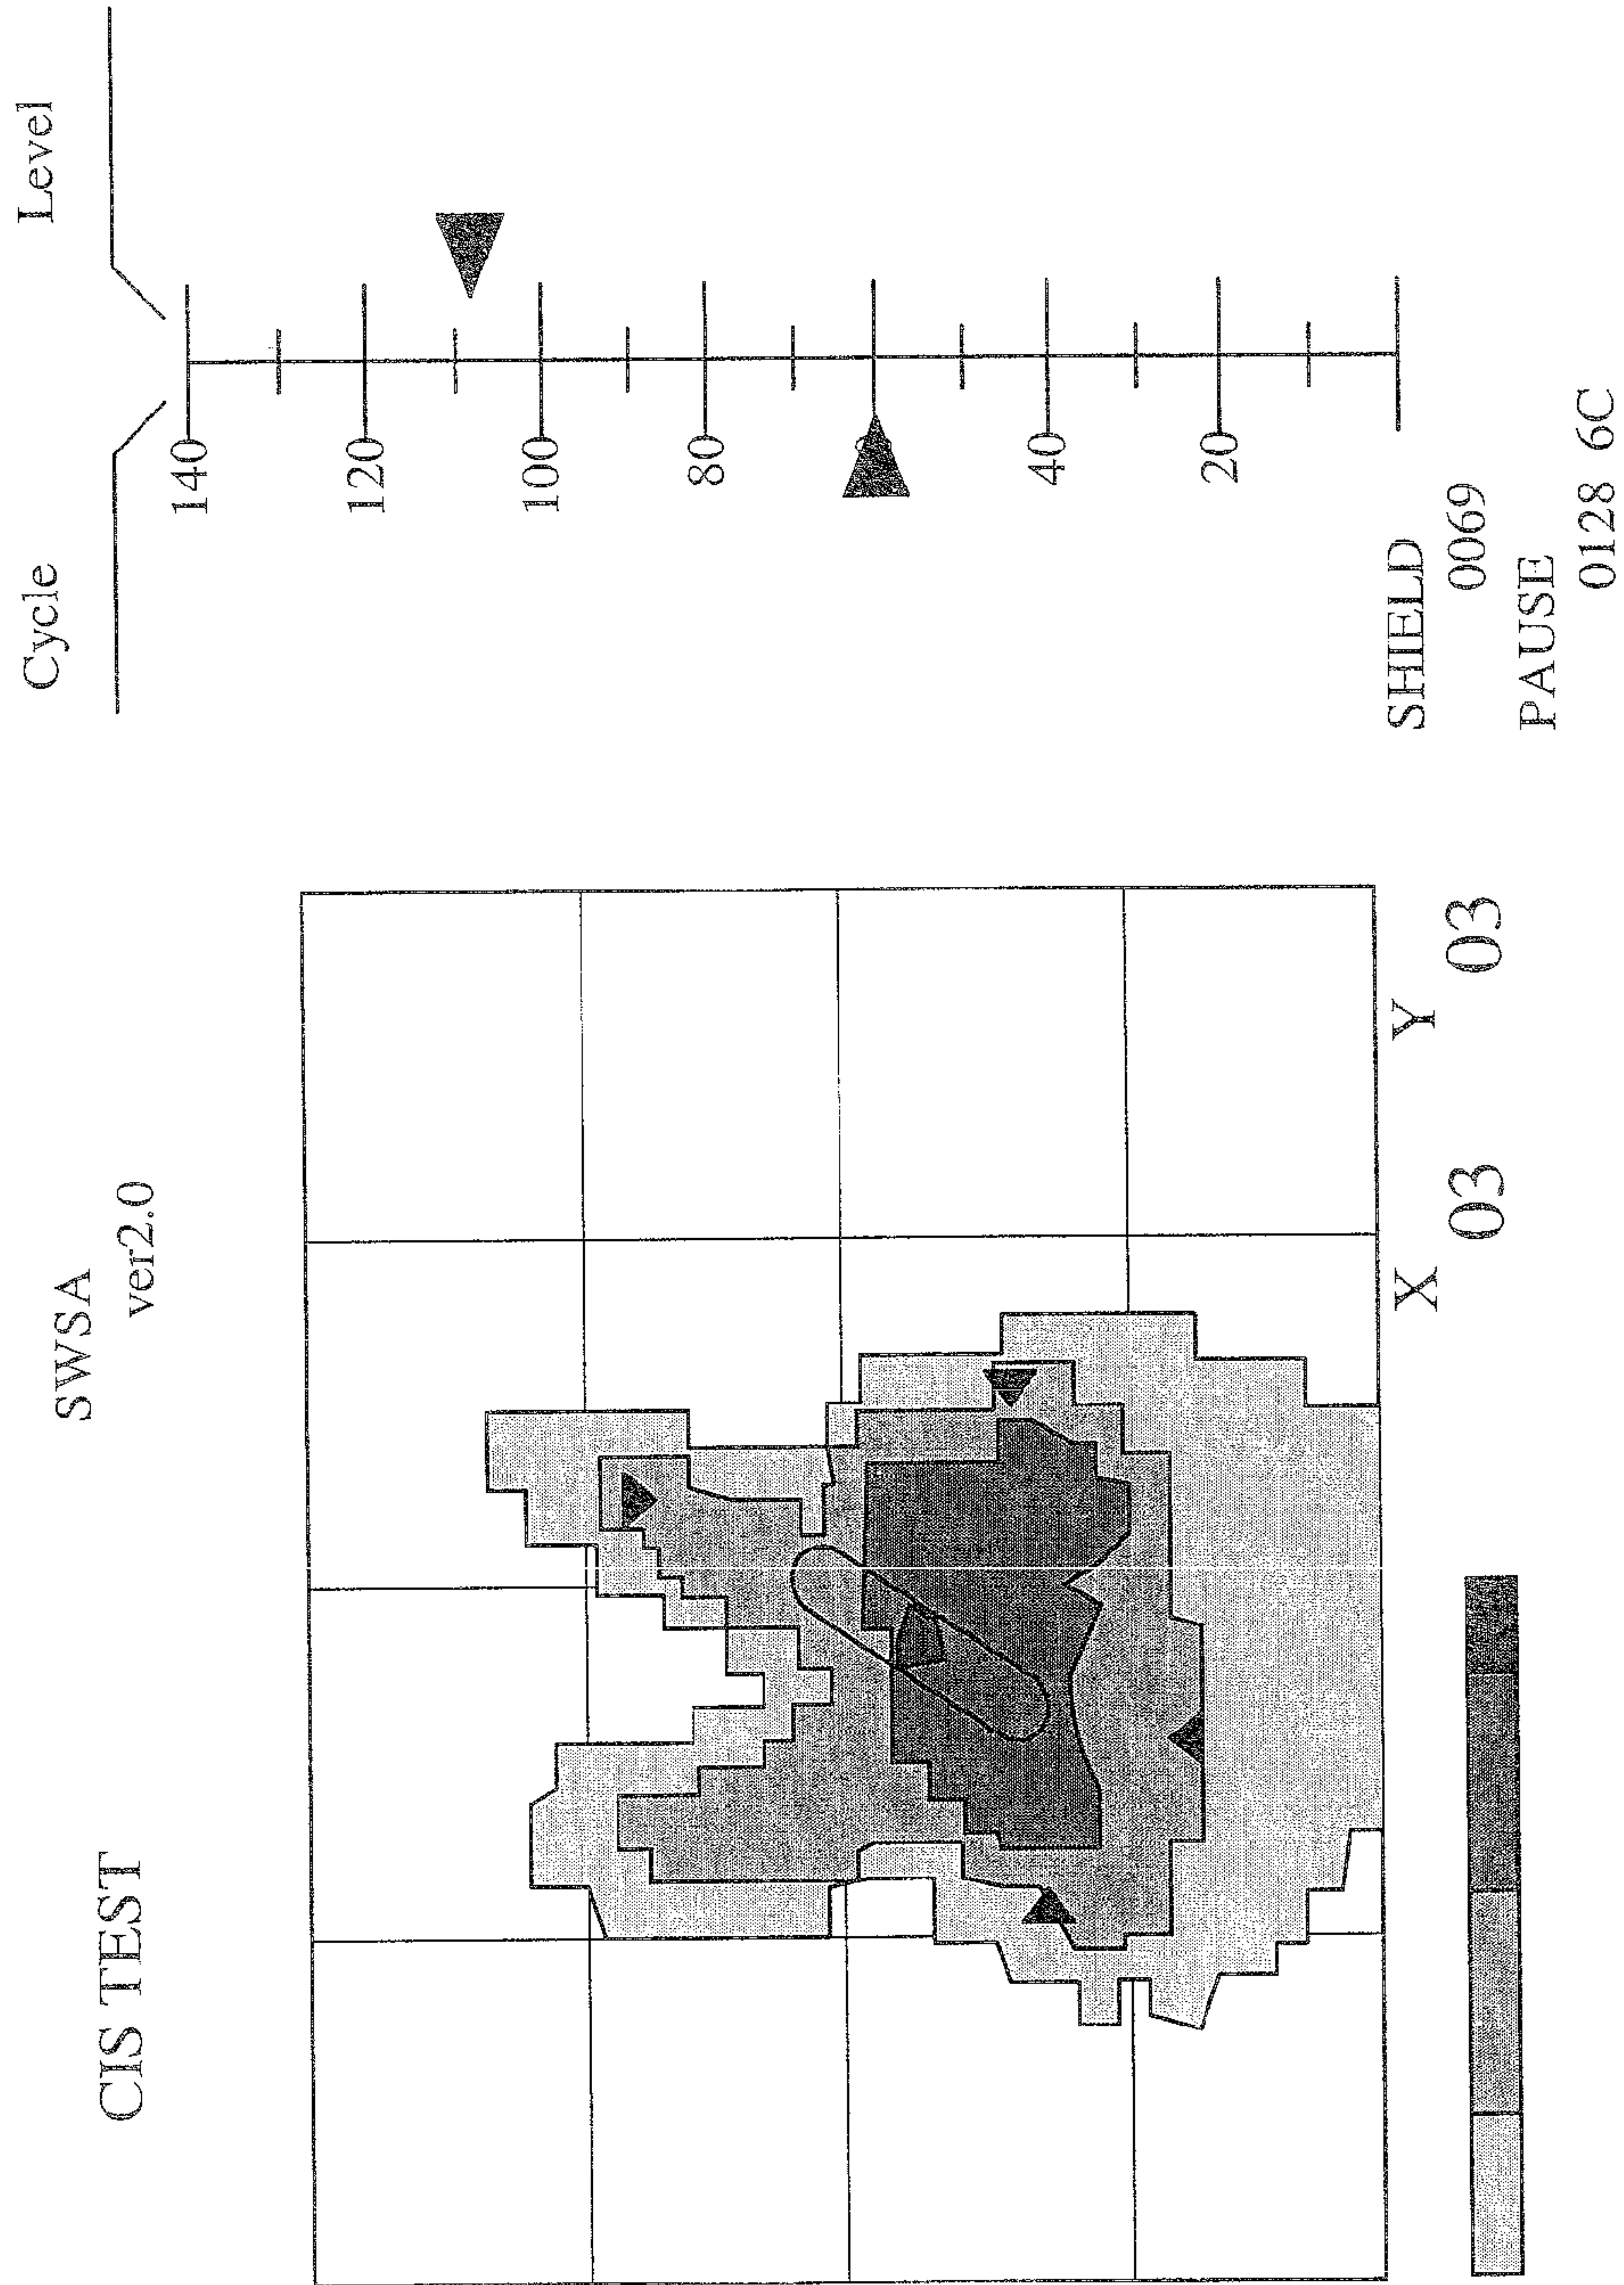 CIS TEST
SWSA
ver2.0
Cycle
Level
140
120
100
80
40
20
X Y
03 03
SHIELD
0069
PAUSE
0128 6C